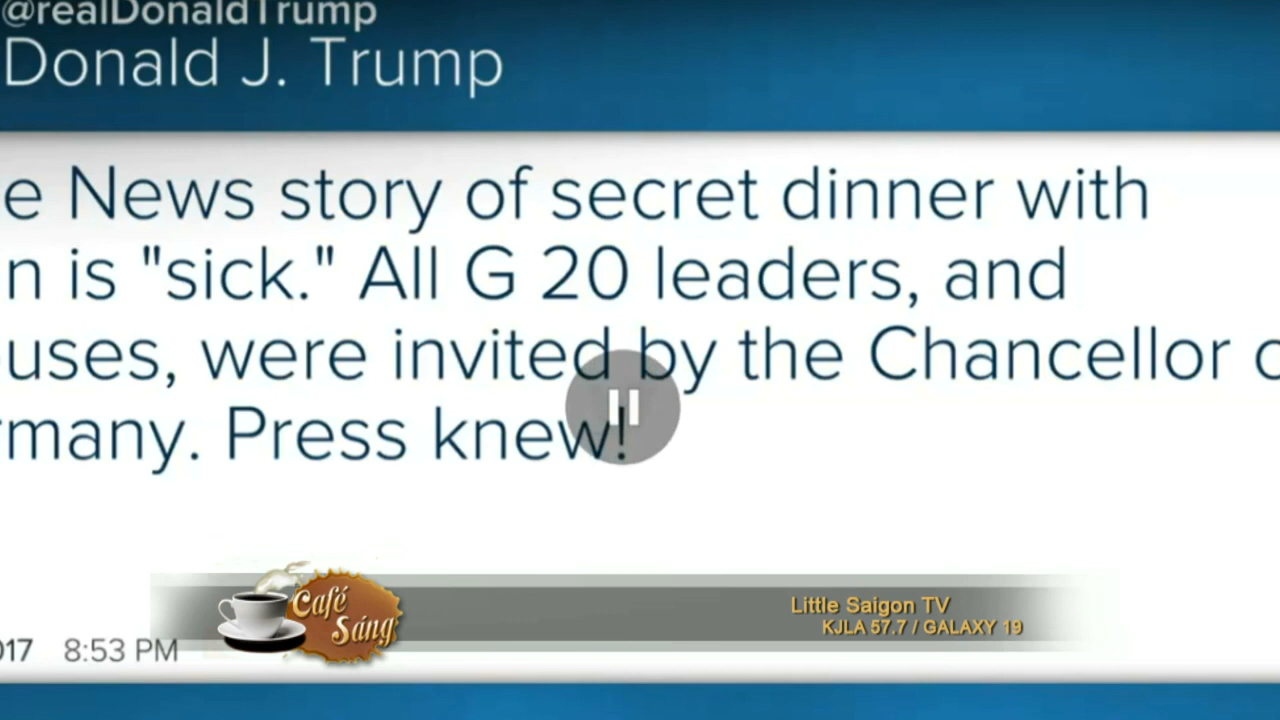 @realDonaldTrump
Donald J. Trump
e News story of secret dinner with
n is "sick." All G 20 leaders, and
uses, were invited by the Chancellor o
rmany. Press knew!
017 8:53 PM
Café
Sáng
Little Saigon TV
KJLA 57.7 / GALAXY 19